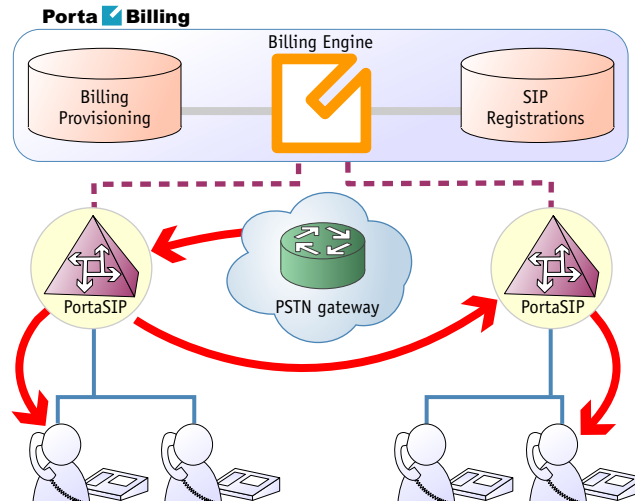 Porta Billing
Billing Engine
Billing
Provisioning
SIP
Registrations
PortaSIP
PSTN gateway
PortaSIP